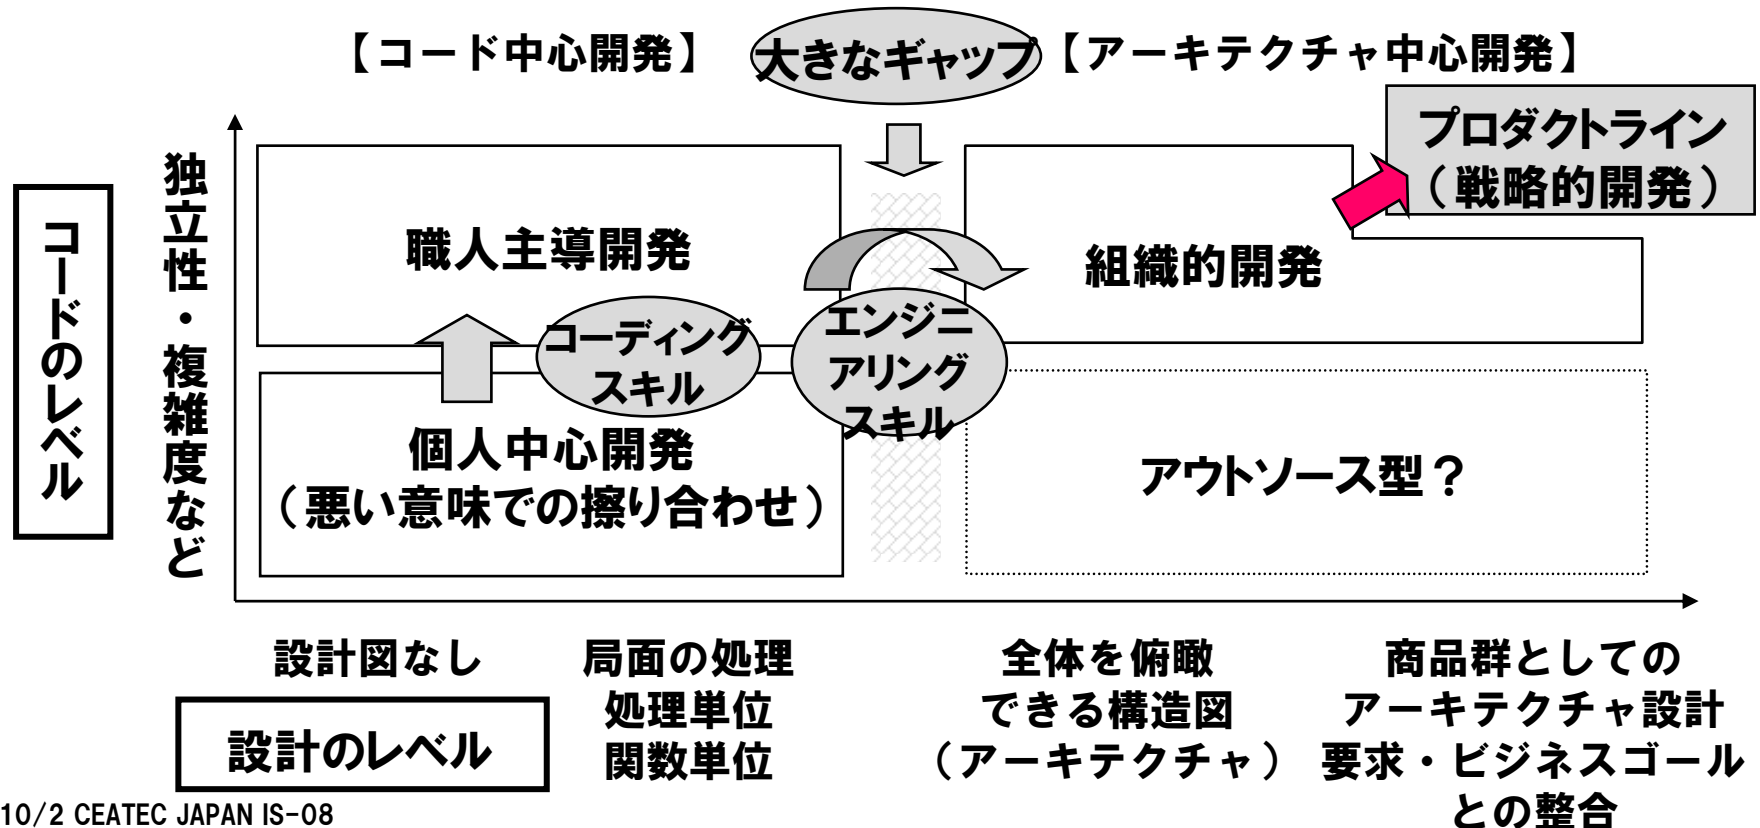 【コード中心開発】
大きなギャップ
【アーキテクチャ中心開発】
プロダクトライン
（戦略的開発）
コードのレベル
独立性・複雑度など
職人主導開発
組織的開発
コーディング
スキル
エンジニ
アリング
スキル
個人中心開発
（悪い意味での擦り合わせ）
アウトソース型？
設計図なし
局面の処理
処理単位
関数単位
全体を俯瞰
できる構造図
（アーキテクチャ）
商品群としての
アーキテクチャ設計
要求・ビジネスゴール
との整合
設計のレベル
10/2 CEATEC JAPAN IS-08